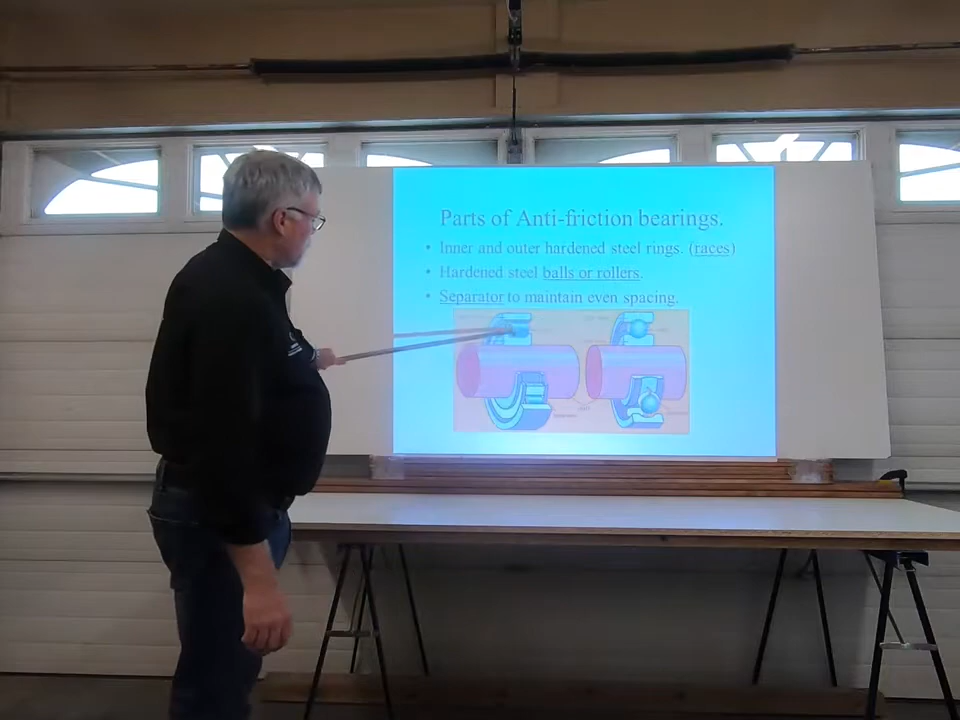 Parts of Anti-friction bearings.
• Inner and outer hardened steel rings. (races)
• Hardened steel balls or rollers.
• Separator to maintain even spacing.